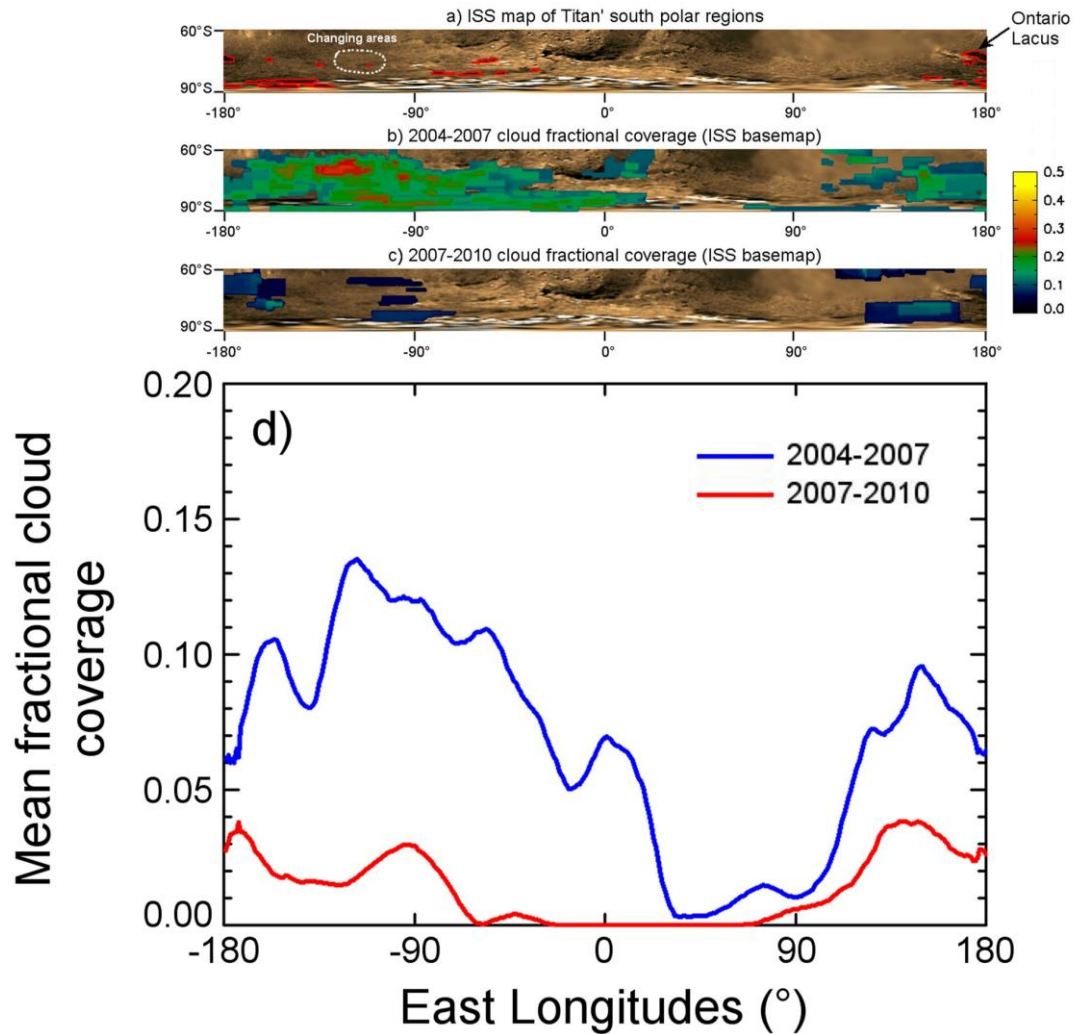 a) ISS map of Titan' south polar regions
Ontario
Lacus
60°S
Changing areas
90°S
-180° -90° 0° 90° 180°
b) 2004-2007 cloud fractional coverage (ISS basemap)
60°S
90°S
-180° -90° 0° 90° 180°
0.5
0.4
0.3
0.2
0.1
0.0
c) 2007-2010 cloud fractional coverage (ISS basemap)
60°S
90°S
-180° -90° 0° 90° 180°
d)
2004-2007
2007-2010
0.20
0.15
0.10
0.05
0.00
Mean fractional cloud
coverage
-180 -90 0 90 180
East Longitudes (°)